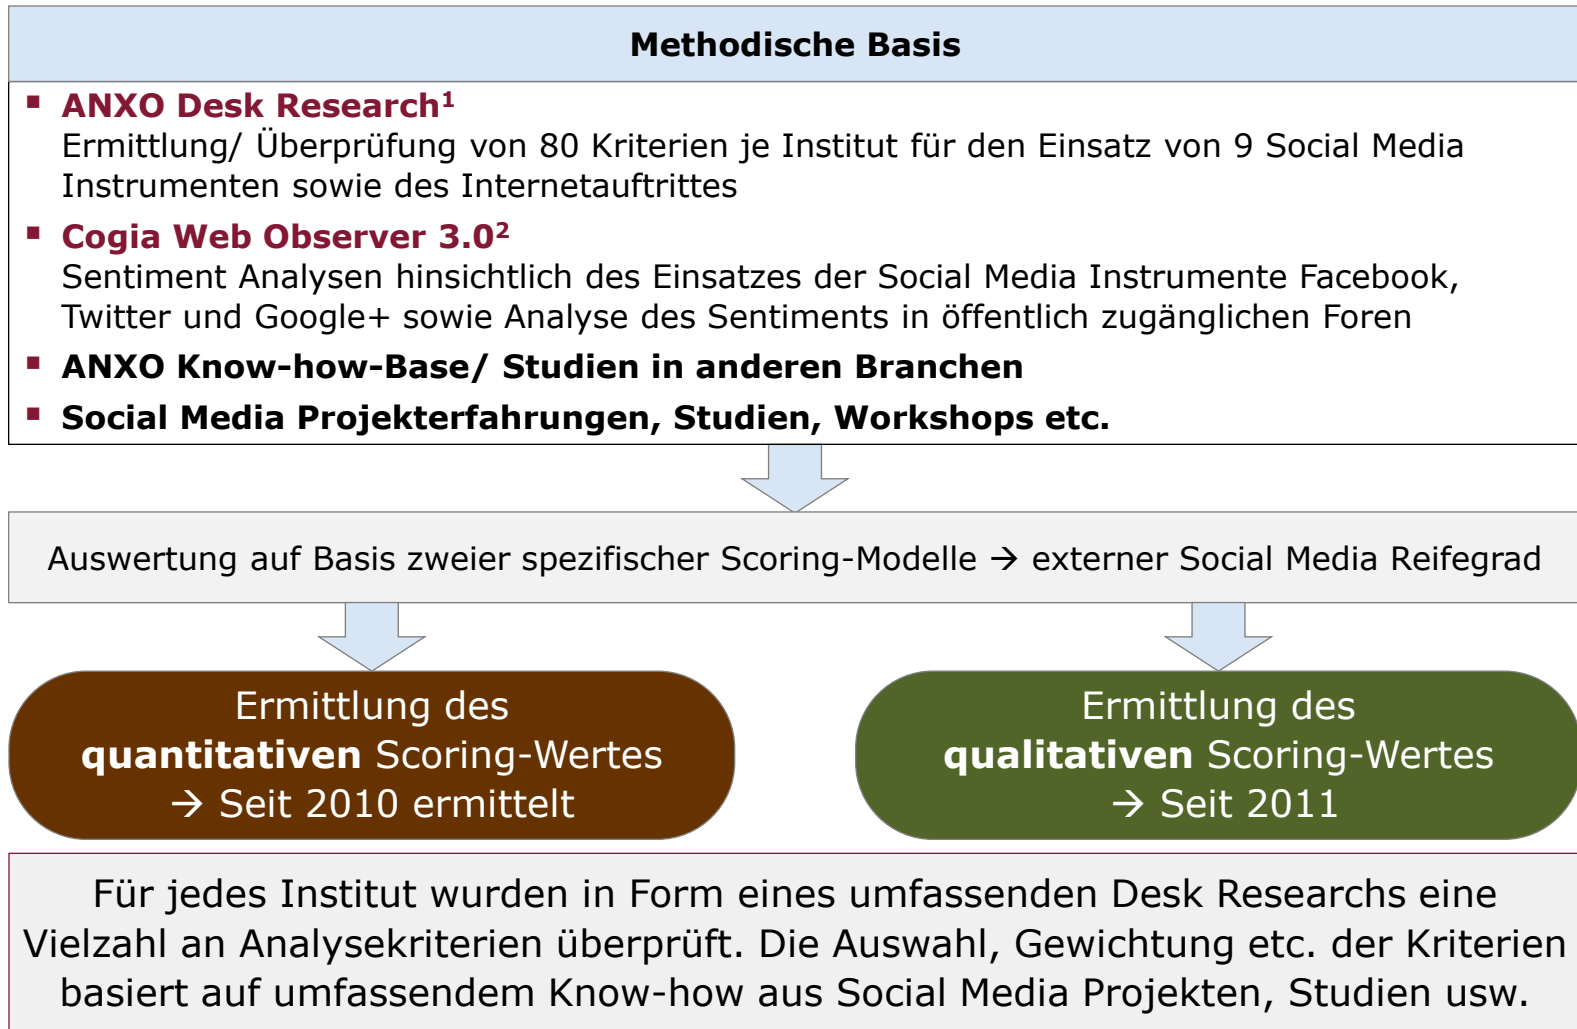 Methodische Basis
▪ ANXO Desk Research¹
Ermittlung/ Überprüfung von 80 Kriterien je Institut für den Einsatz von 9 Social Media
Instrumenten sowie des Internetauftrittes
▪ Cogia Web Observer 3.0²
Sentiment Analysen hinsichtlich des Einsatzes der Social Media Instrumente Facebook,
Twitter und Google+ sowie Analyse des Sentiments in öffentlich zugänglichen Foren
▪ ANXO Know-how-Base/ Studien in anderen Branchen
▪ Social Media Projekterfahrungen, Studien, Workshops etc.
Auswertung auf Basis zweier spezifischer Scoring-Modelle → externer Social Media Reifegrad
Ermittlung des
quantitativen Scoring-Wertes
→ Seit 2010 ermittelt
Ermittlung des
qualitativen Scoring-Wertes
→ Seit 2011
Für jedes Institut wurden in Form eines umfassenden Desk Researchs eine
Vielzahl an Analysekriterien überprüft. Die Auswahl, Gewichtung etc. der Kriterien
basiert auf umfassendem Know-how aus Social Media Projekten, Studien usw.